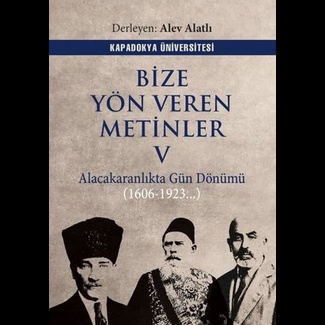 Derleyen: Alev Alatlı
KAPADOKYA ÜNİVERSİTESİ
BİZE
YÖN VEREN
METİNLER
V
Alacakaranlıkta Gün Dönümü
(1606-1923...)